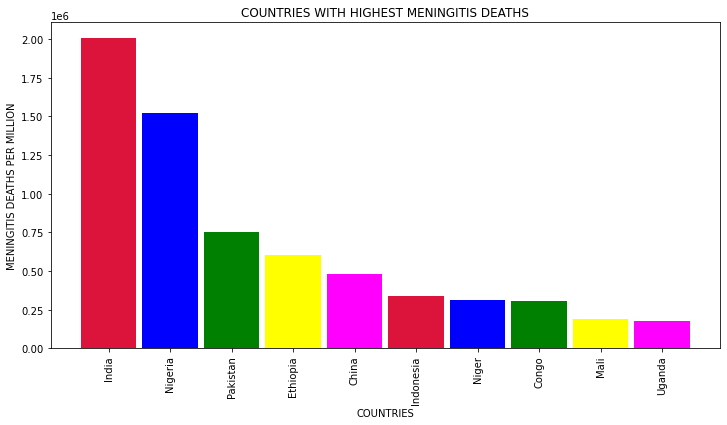 COUNTRIES WITH HIGHEST MENINGITIS DEATHS
1e6
MENINGITIS DEATHS PER MILLION
2.00
1.75
1.50
1.25
1.00
0.75
0.50
0.25
0.00
India
Nigeria
Pakistan
Ethiopia
China
Indonesia
Niger
Congo
Mali
Uganda
COUNTRIES